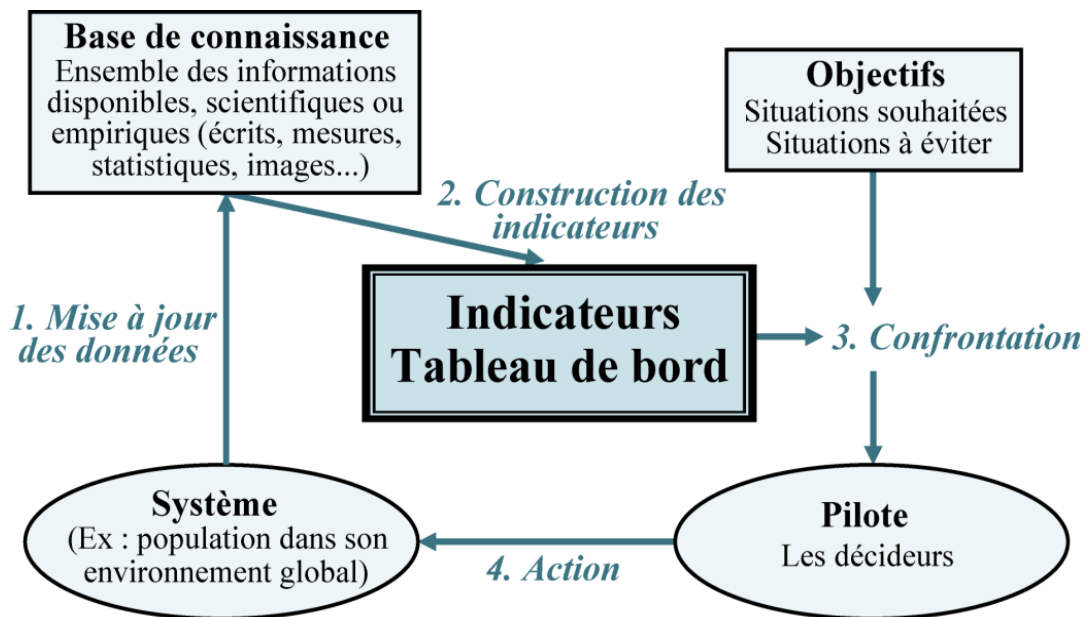 Base de connaissance
Ensemble des informations
disponibles, scientifiques ou
empiriques (écrits, mesures,
statistiques, images...)
Objectifs
Situations souhaitées
Situations à éviter
2. Construction des
indicateurs
1. Mise à jour
des données
Indicateurs
Tableau de bord
3. Confrontation
Système
(Ex : population dans son
environnement global)
4. Action
Pilote
Les décideurs